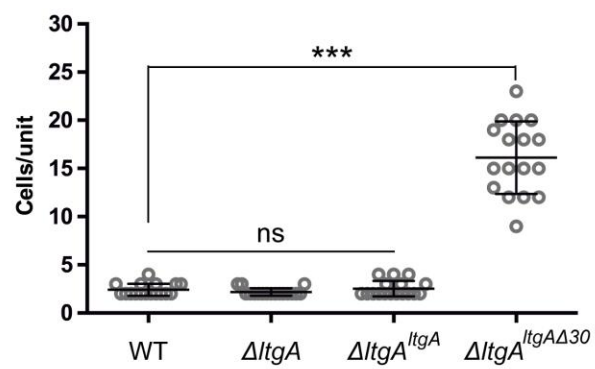 30
25
20
15
10
5
0
Cells/unit
***
ns
WT
ΔltgA
ΔltgA^ltgA
ΔltgA^ltgAΔ30